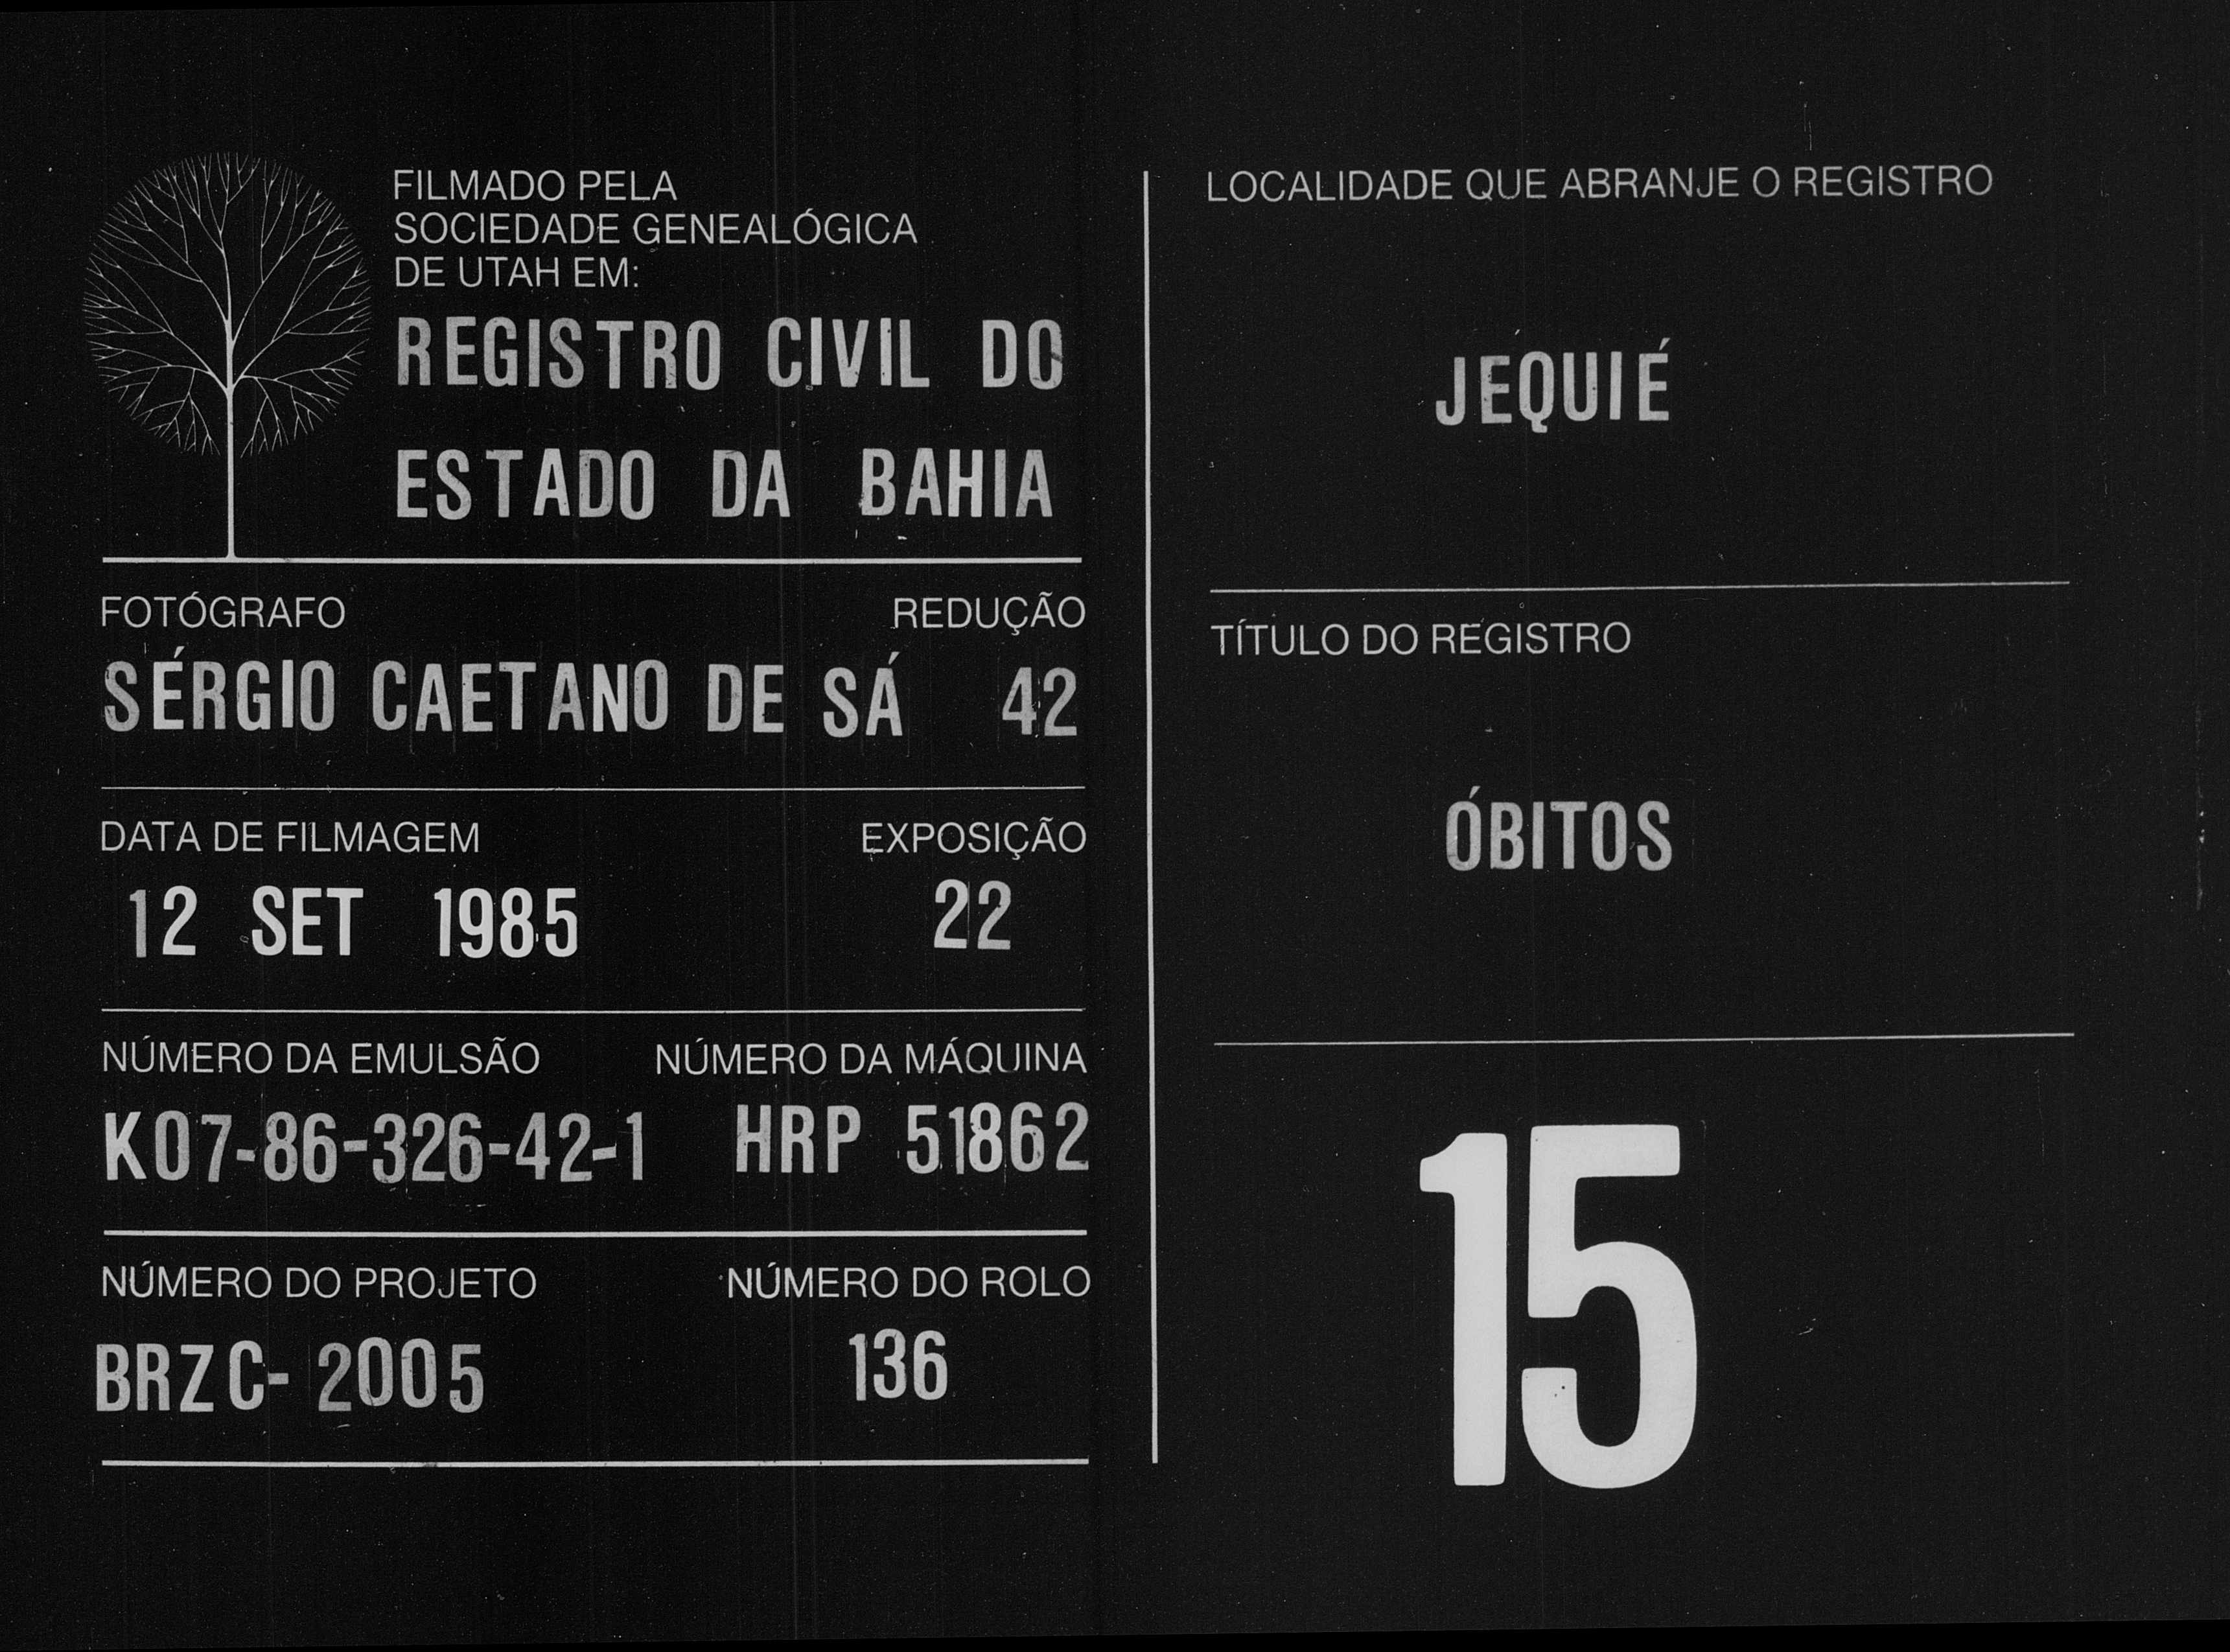 FILMADO PELA
SOCIEDADE GENEALÓGICA
DE UTAH EM:
REGISTRO CIVIL DO
ESTADO DA BAHIA
FOTÓGRAFO REDUÇÃO
SÉRGIO CAETANO DE SÁ 42
DATA DE FILMAGEM EXPOSIÇÃO
12 SET 1985 22
NÚMERO DA EMULSÃO NÚMERO DA MÁQUINA
K07-86-326-42-1 HRP 51862
NÚMERO DO PROJETO NÚMERO DO ROLO
BRZC- 2005 136
LOCALIDADE QUE ABRANJE O REGISTRO
JEQUIÉ
TÍTULO DO REGISTRO
ÓBITOS
15